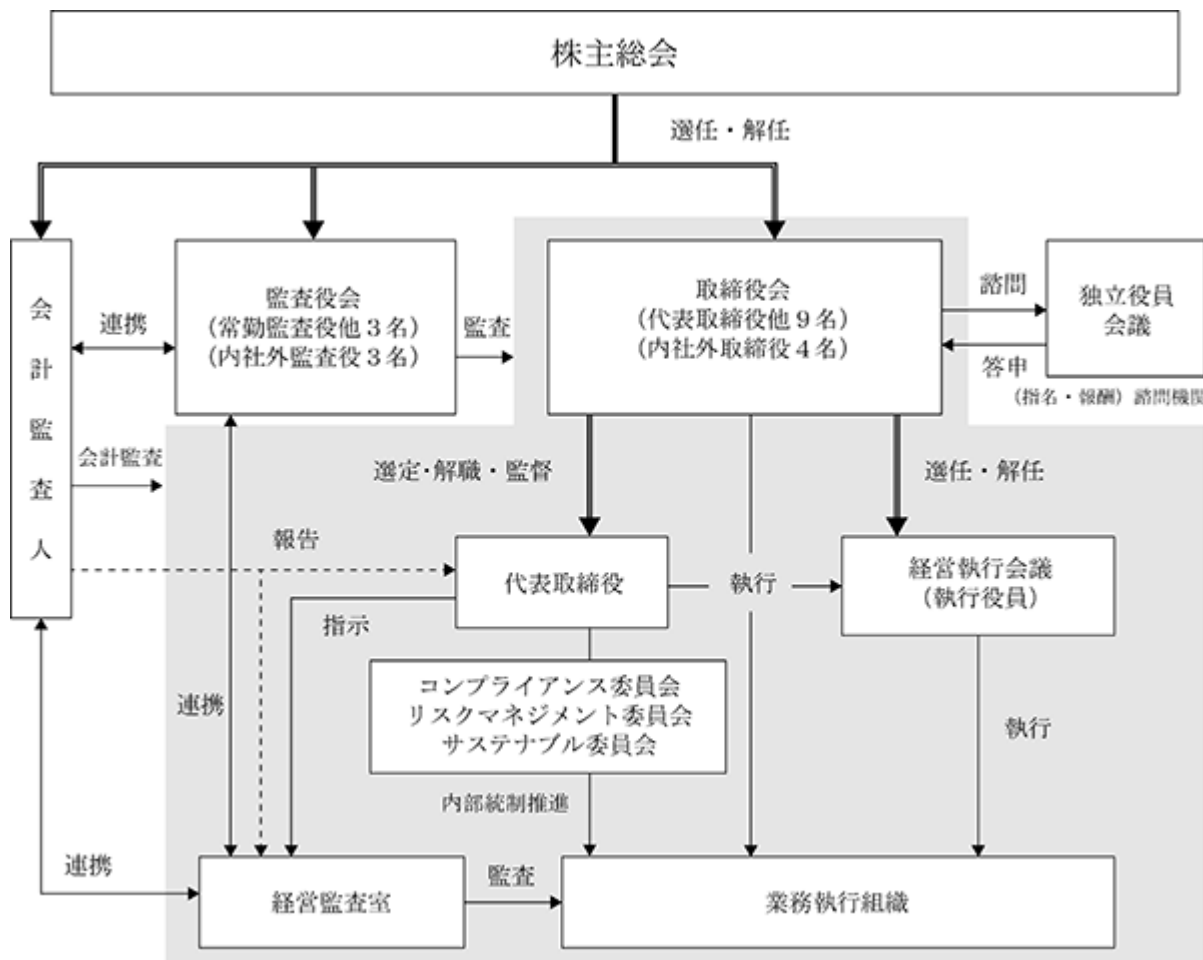 株主総会
選任・解任
会計監査人
連携
監査役会
(常勤監査役他3名)
(内社外監査役3名)
監査
取締役会
(代表取締役他9名)
(内社外取締役4名)
諮問
答申
独立役員
会議
(指名・報酬)諮問機関
会計監査
選定・解職・監督
選任・解任
報告
代表取締役
執行
経営執行会議
(執行役員)
指示
連携
コンプライアンス委員会
リスクマネジメント委員会
サステナブル委員会
執行
内部統制推進
連携
経営監査室
監査
業務執行組織